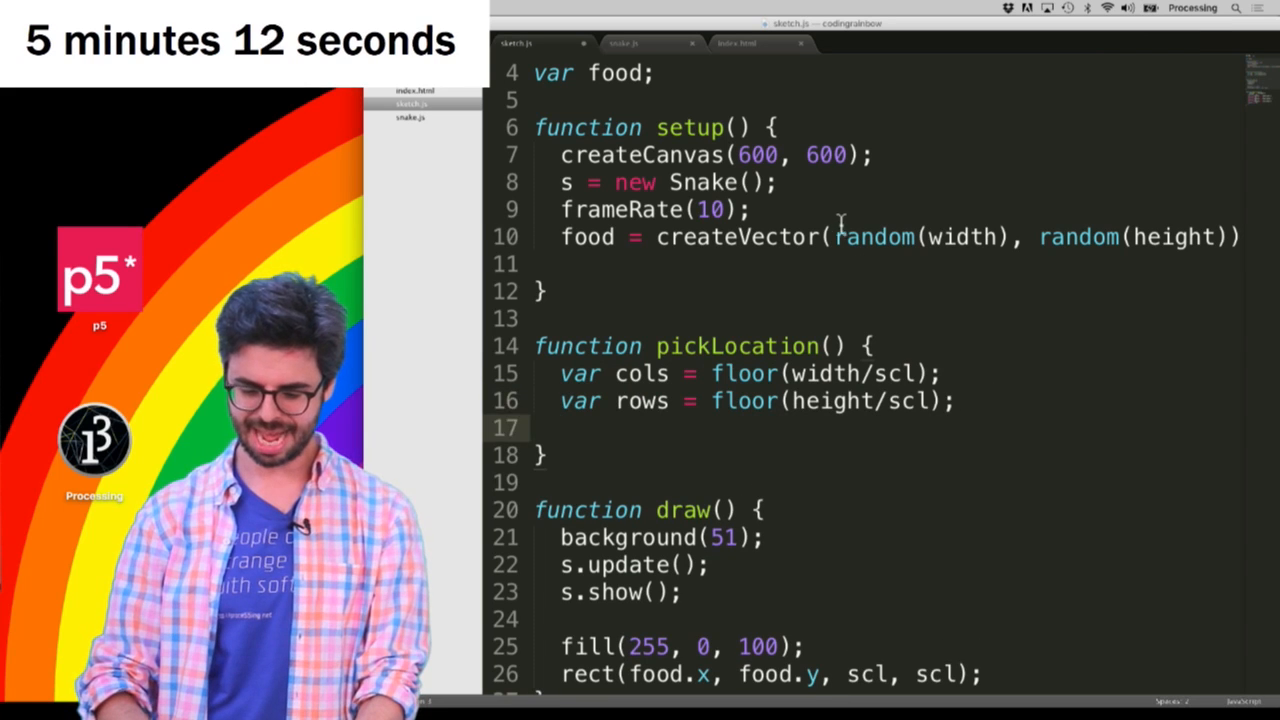 5 minutes 12 seconds
Processing
sketch.js — codingrainbow
sketch.js
snake.js
index.html
index.html
sketch.js
snake.js
4 var food;
5
6 function setup() {
7 createCanvas(600, 600);
8 s = new Snake();
9 frameRate(10);
10 food = createVector(random(width), random(height))
11
12 }
13
14 function pickLocation() {
15 var cols = floor(width/scl);
16 var rows = floor(height/scl);
17
18 }
19
20 function draw() {
21 background(51);
22 s.update();
23 s.show();
24
25 fill(255, 0, 100);
26 rect(food.x, food.y, scl, scl);
p5*
p5
Processing
with soft
Spaces: 2
JavaScript